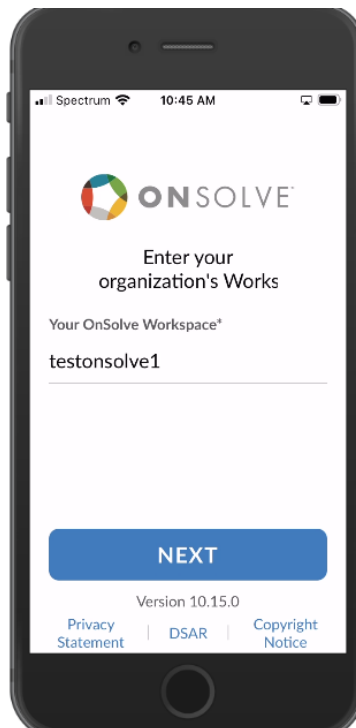 Spectrum 10:45 AM
ONSOLVE
Enter your
organization's Works
Your OnSolve Workspace*
testonsolve1
NEXT
Version 10.15.0
Privacy Statement | DSAR | Copyright Notice